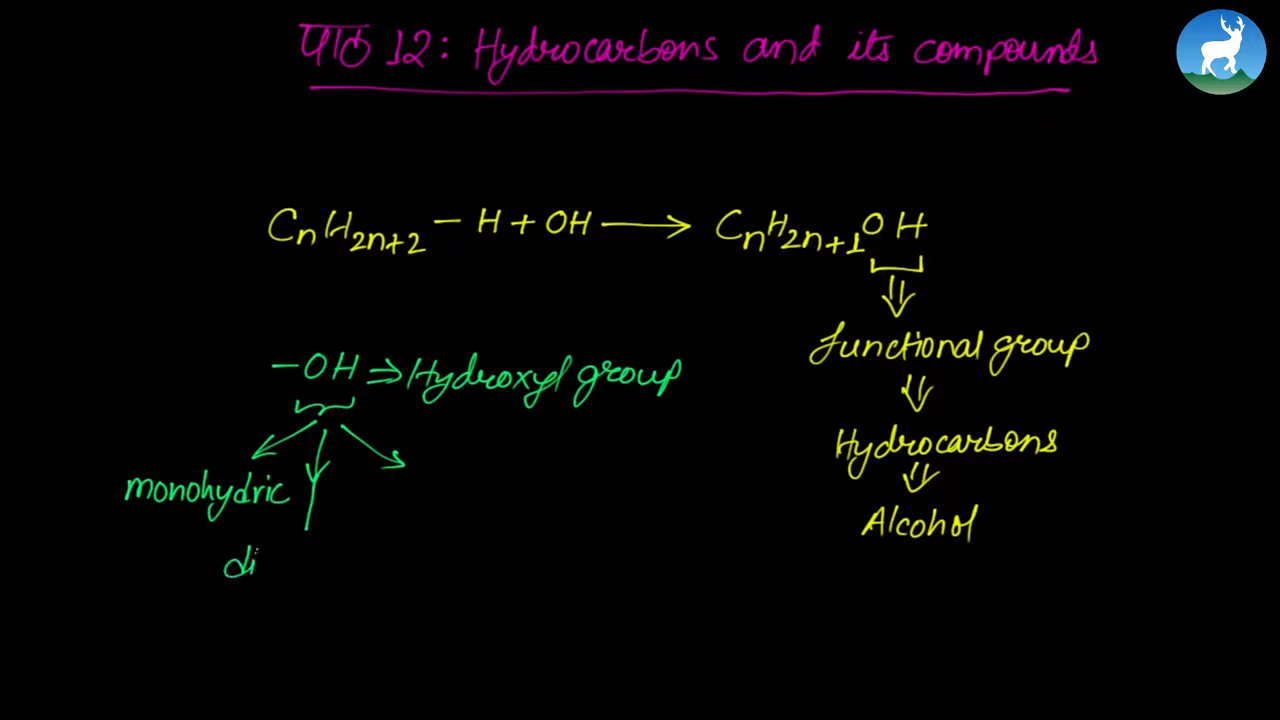 पाठ 12: Hydrocarbons and its compounds
CₙH₂ₙ₊₂ — H + OH ⟶ CₙH₂ₙ₊₁OH
⇓
Functional group
—OH ⇒ Hydroxyl group
⇓
Hydrocarbons
⇓
monohydric
Alcohol
di